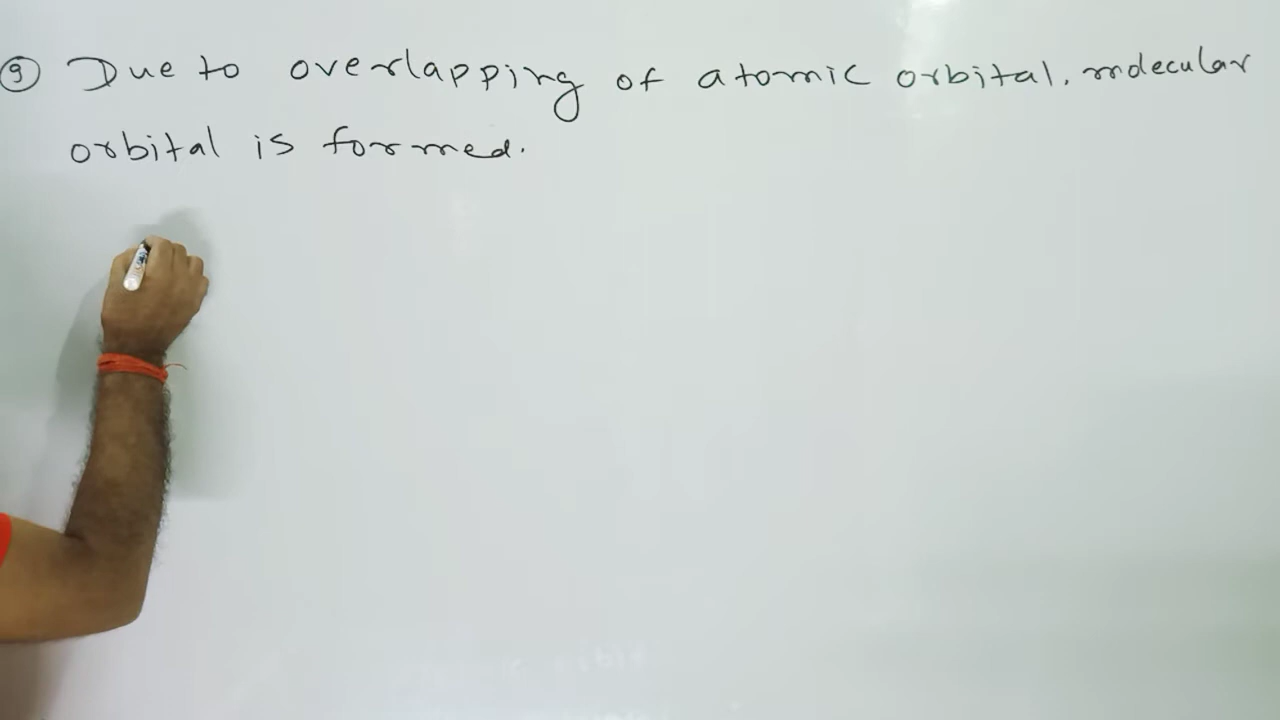 9 Due to overlapping of atomic orbital. molecular
orbital is formed.